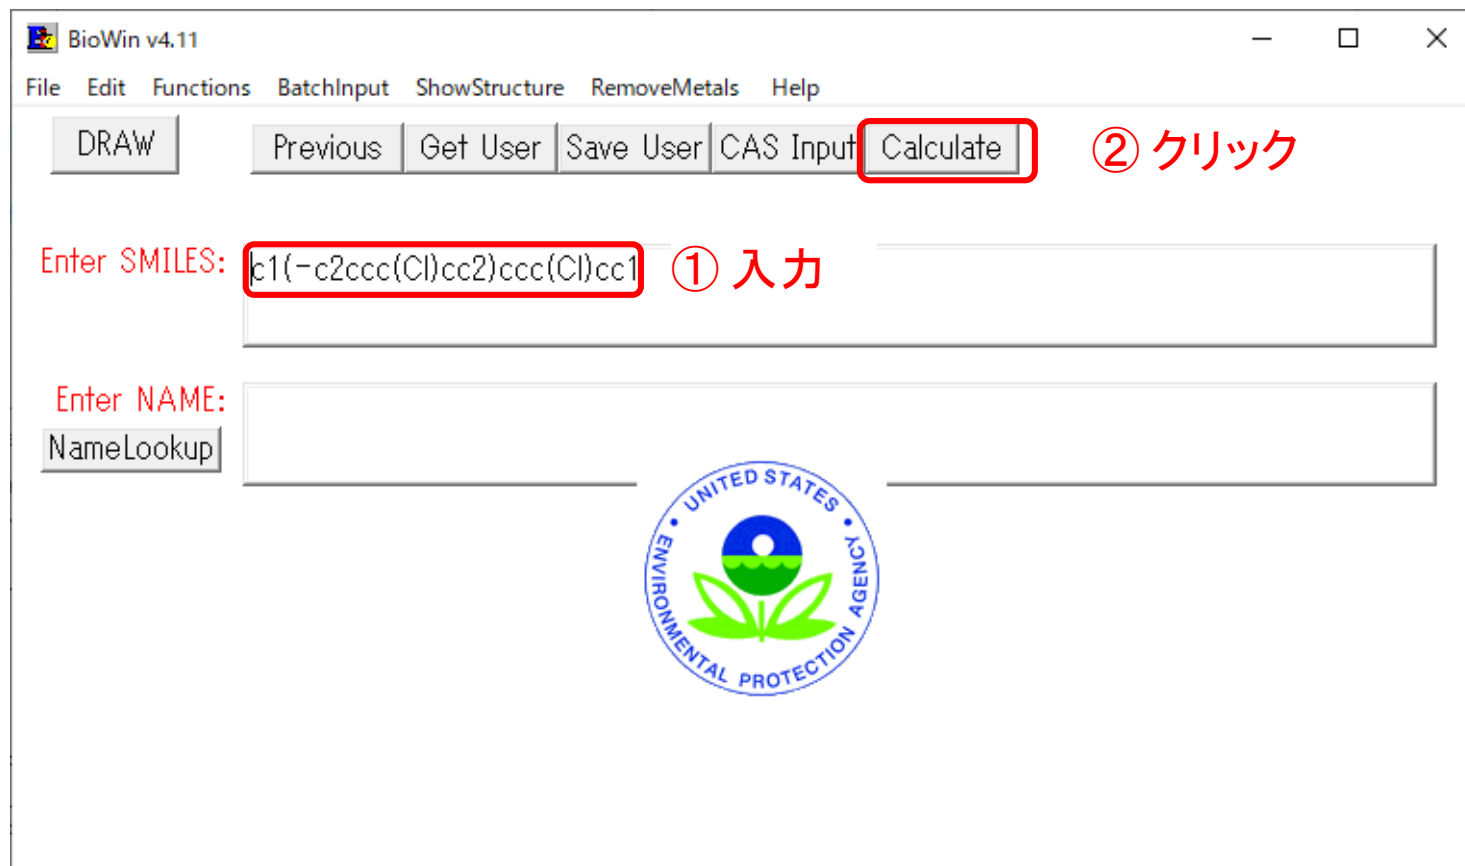 BioWin v4.11
File Edit Functions BatchInput ShowStructure RemoveMetals Help
DRAW Previous Get User Save User CAS Input Calculate ② クリック
Enter SMILES: c1(-c2ccc(Cl)cc2)ccc(Cl)cc1 ① 入力
Enter NAME:
NameLookup
UNITED STATES
ENVIRONMENTAL PROTECTION AGENCY